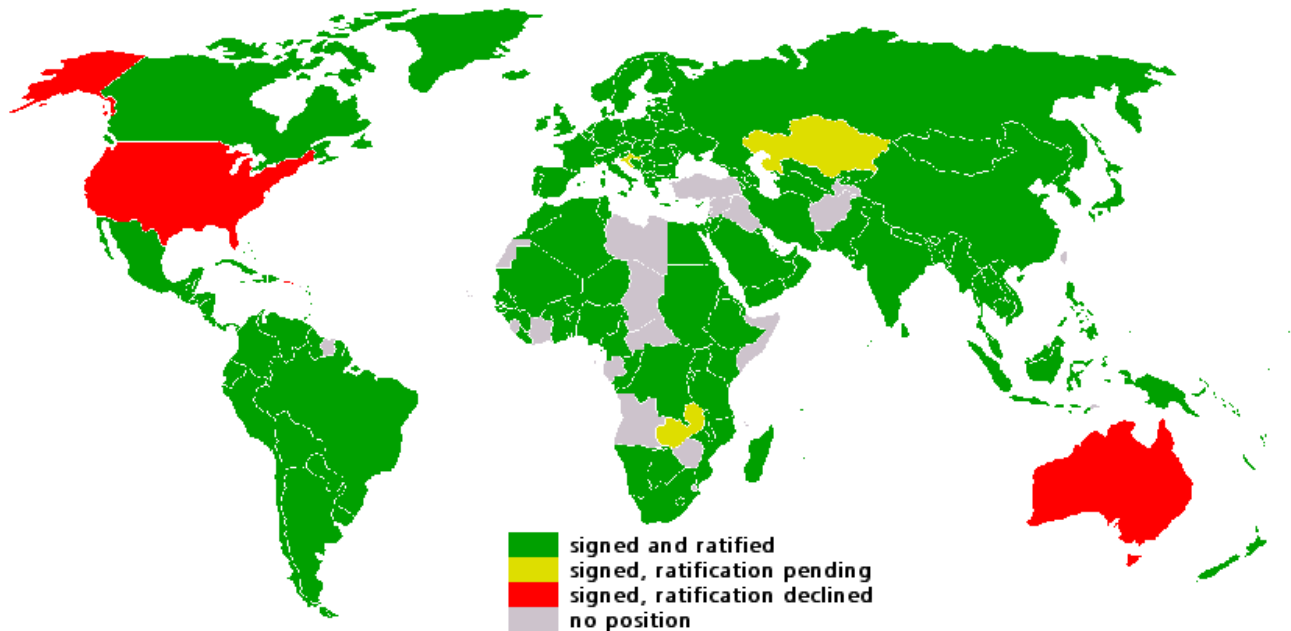 signed and ratified
signed, ratification pending
signed, ratification declined
no position